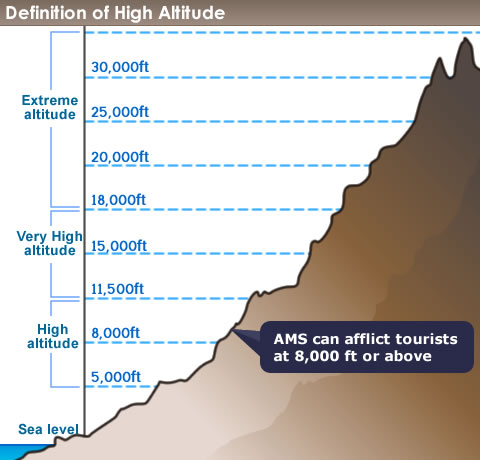 Definition of High Altitude
30,000ft
Extreme
altitude
25,000ft
20,000ft
18,000ft
Very High
altitude
15,000ft
11,500ft
High
altitude
8,000ft
AMS can afflict tourists
at 8,000 ft or above
5,000ft
Sea level